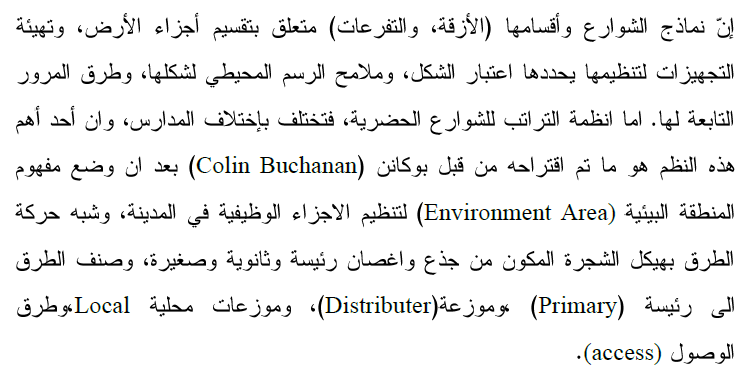 إنّ نماذج الشوارع وأقسامها (الأزقة، والتفرعات) متعلق بتقسيم أجزاء الأرض، وتهيئة
التجهيزات لتنظيمها يحددها اعتبار الشكل، وملامح الرسم المحيطي لشكلها، وطرق المرور
التابعة لها. اما انظمة التراتب للشوارع الحضرية، فتختلف بإختلاف المدارس، وان أحد أهم
هذه النظم هو ما تم اقتراحه من قبل بوكانن (Colin Buchanan) بعد ان وضع مفهوم
المنطقة البيئية (Environment Area) لتنظيم الاجزاء الوظيفية في المدينة، وشبه حركة
الطرق بهيكل الشجرة المكون من جذع واغصان رئيسة وثانوية وصغيرة، وصنف الطرق
الى رئيسة (Primary) ،وموزعة(Distributer)، وموزعات محلية Local،وطرق
الوصول (access).